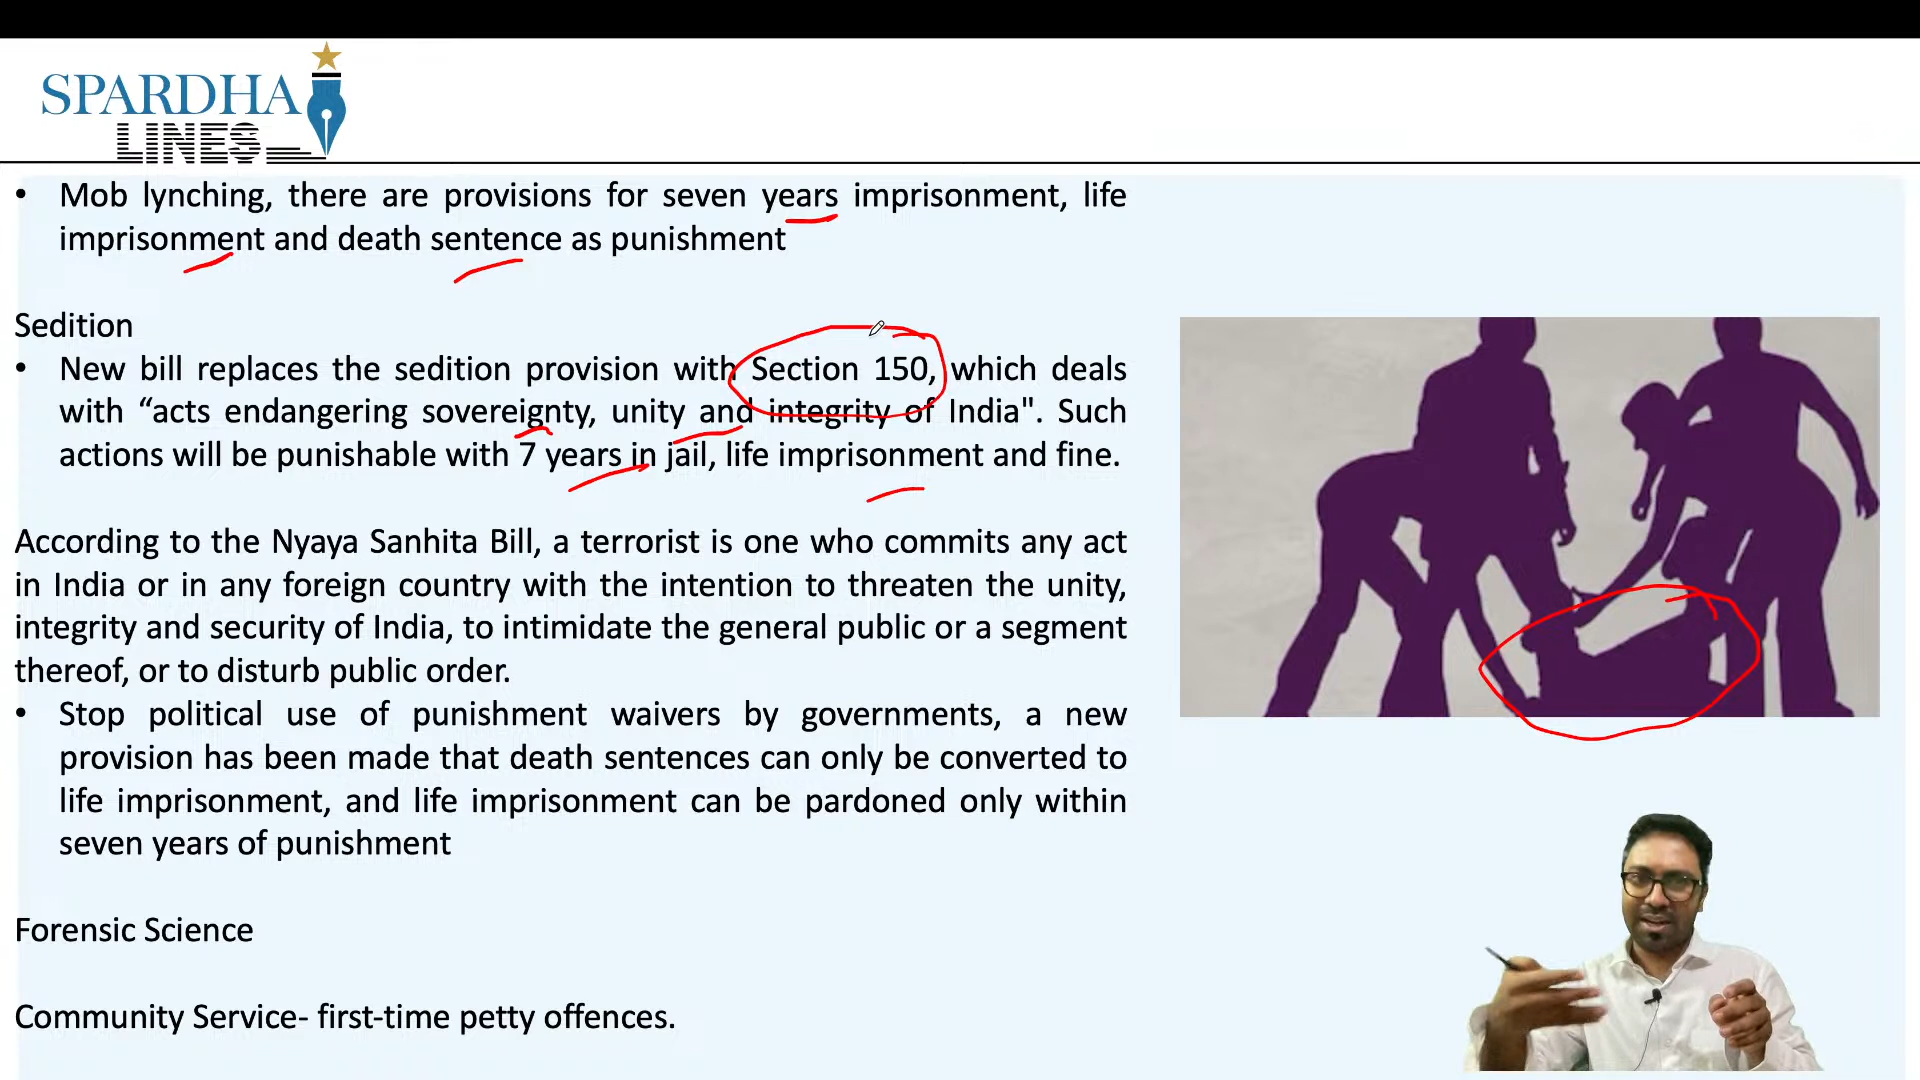 SPARDHA
LINES
• Mob lynching, there are provisions for seven years imprisonment, life
imprisonment and death sentence as punishment
Sedition
• New bill replaces the sedition provision with Section 150, which deals
with “acts endangering sovereignty, unity and integrity of India". Such
actions will be punishable with 7 years in jail, life imprisonment and fine.
According to the Nyaya Sanhita Bill, a terrorist is one who commits any act
in India or in any foreign country with the intention to threaten the unity,
integrity and security of India, to intimidate the general public or a segment
thereof, or to disturb public order.
• Stop political use of punishment waivers by governments, a new
provision has been made that death sentences can only be converted to
life imprisonment, and life imprisonment can be pardoned only within
seven years of punishment
Forensic Science
Community Service- first-time petty offences.